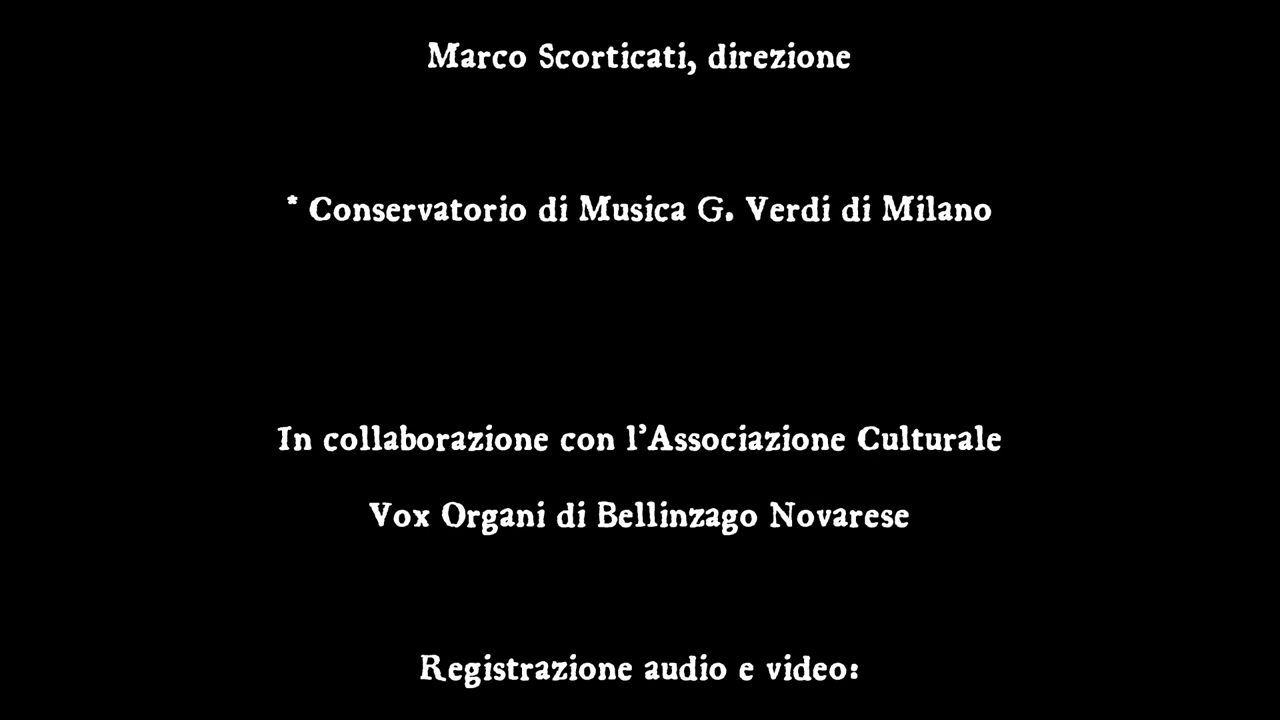 Marco Scorticati, direzione
* Conservatorio di Musica G. Verdi di Milano
In collaborazione con l'Associazione Culturale
Vox Organi di Bellinzago Novarese
Registrazione audio e video: